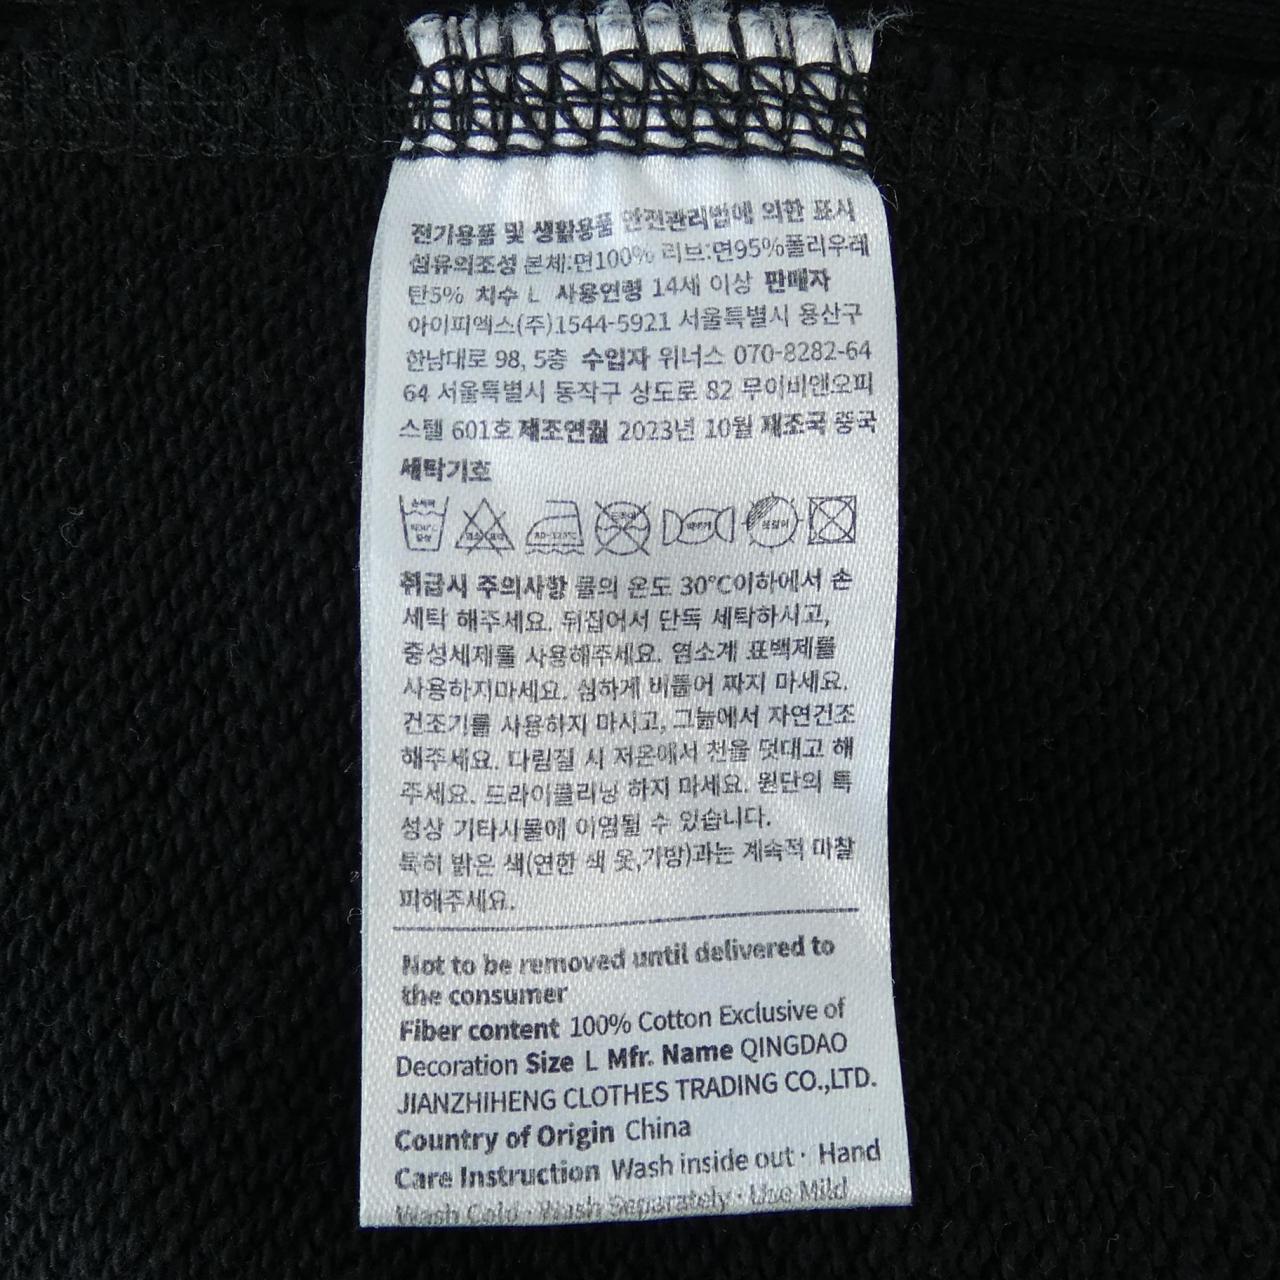 전기용품 및 생활용품 안전관리법에 의한 표시
섬유의조성 본체:면100% 리브:면95%폴리우레
탄5% 치수 L 사용연령 14세 이상 판매자
아이피엑스(주)1544-5921 서울특별시 용산구
한남대로 98, 5층 수입자 위너스 070-8282-64
64 서울특별시 동작구 상도로 82 무이비앤오피
스텔 601호 제조연월 2023년 10월 제조국 중국
세탁기호
취급시 주의사항 물의 온도 30℃이하에서 손
세탁 해주세요. 뒤집어서 단독 세탁하시고,
중성세제를 사용해주세요. 염소계 표백제를
사용하지마세요. 심하게 비틀어 짜지 마세요.
건조기를 사용하지 마시고, 그늘에서 자연건조
해주세요. 다림질 시 저온에서 천을 덧대고 해
주세요. 드라이클리닝 하지 마세요. 원단의 특
성상 기타사물에 이염될 수 있습니다.
특히 밝은 색(연한 색 옷,가방)과는 계속적 마찰
피해주세요.
Not to be removed until delivered to
the consumer
Fiber content 100% Cotton Exclusive of
Decoration Size L Mfr. Name QINGDAO
JIANZHIHENG CLOTHES TRADING CO.,LTD.
Country of Origin China
Care Instruction Wash inside out · Hand
Wash Cold · Wash Separately · Use Mild